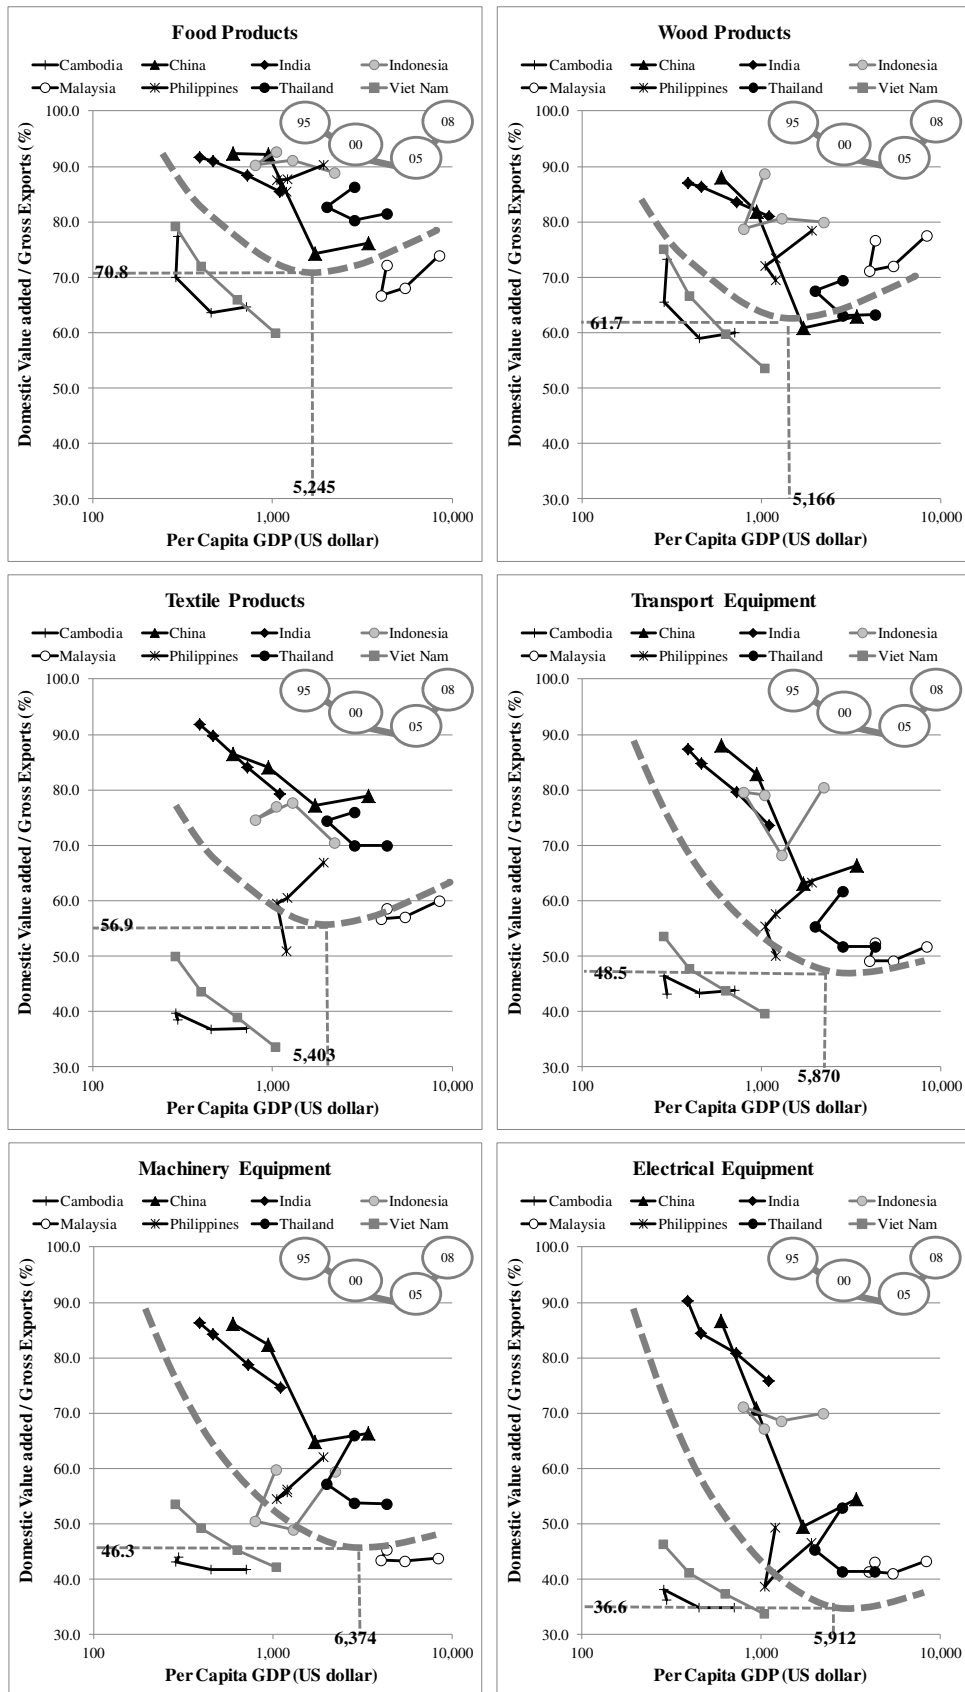 Food Products
Cambodia China India Indonesia
Malaysia Philippines Thailand Viet Nam
Domestic Value added / Gross Exports (%)
100.0
90.0
80.0
70.0
60.0
50.0
40.0
30.0
95
00
05
08
70.8
5,245
100 1,000 10,000
Per Capita GDP (US dollar)
Wood Products
Cambodia China India Indonesia
Malaysia Philippines Thailand Viet Nam
Domestic Value added / Gross Exports (%)
100.0
90.0
80.0
70.0
60.0
50.0
40.0
30.0
95
00
05
08
61.7
5,166
100 1,000 10,000
Per Capita GDP (US dollar)
Textile Products
Cambodia China India Indonesia
Malaysia Philippines Thailand Viet Nam
Domestic Value added / Gross Exports (%)
100.0
90.0
80.0
70.0
60.0
50.0
40.0
30.0
95
00
05
08
56.9
5,403
100 1,000 10,000
Per Capita GDP (US dollar)
Transport Equipment
Cambodia China India Indonesia
Malaysia Philippines Thailand Viet Nam
Domestic Value added / Gross Exports (%)
100.0
90.0
80.0
70.0
60.0
50.0
40.0
30.0
95
00
05
08
48.5
5,870
100 1,000 10,000
Per Capita GDP (US dollar)
Machinery Equipment
Cambodia China India Indonesia
Malaysia Philippines Thailand Viet Nam
Domestic Value added / Gross Exports (%)
100.0
90.0
80.0
70.0
60.0
50.0
40.0
30.0
95
00
05
08
46.3
6,374
100 1,000 10,000
Per Capita GDP (US dollar)
Electrical Equipment
Cambodia China India Indonesia
Malaysia Philippines Thailand Viet Nam
Domestic Value added / Gross Exports (%)
100.0
90.0
80.0
70.0
60.0
50.0
40.0
30.0
95
00
05
08
36.6
5,912
100 1,000 10,000
Per Capita GDP (US dollar)